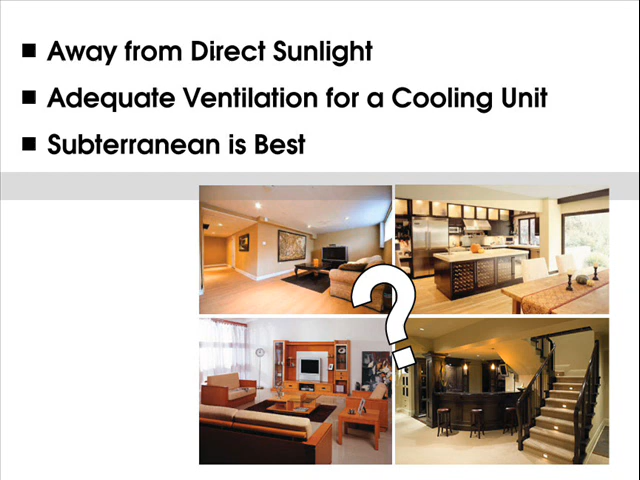 Away from Direct Sunlight
Adequate Ventilation for a Cooling Unit
Subterranean is Best
?